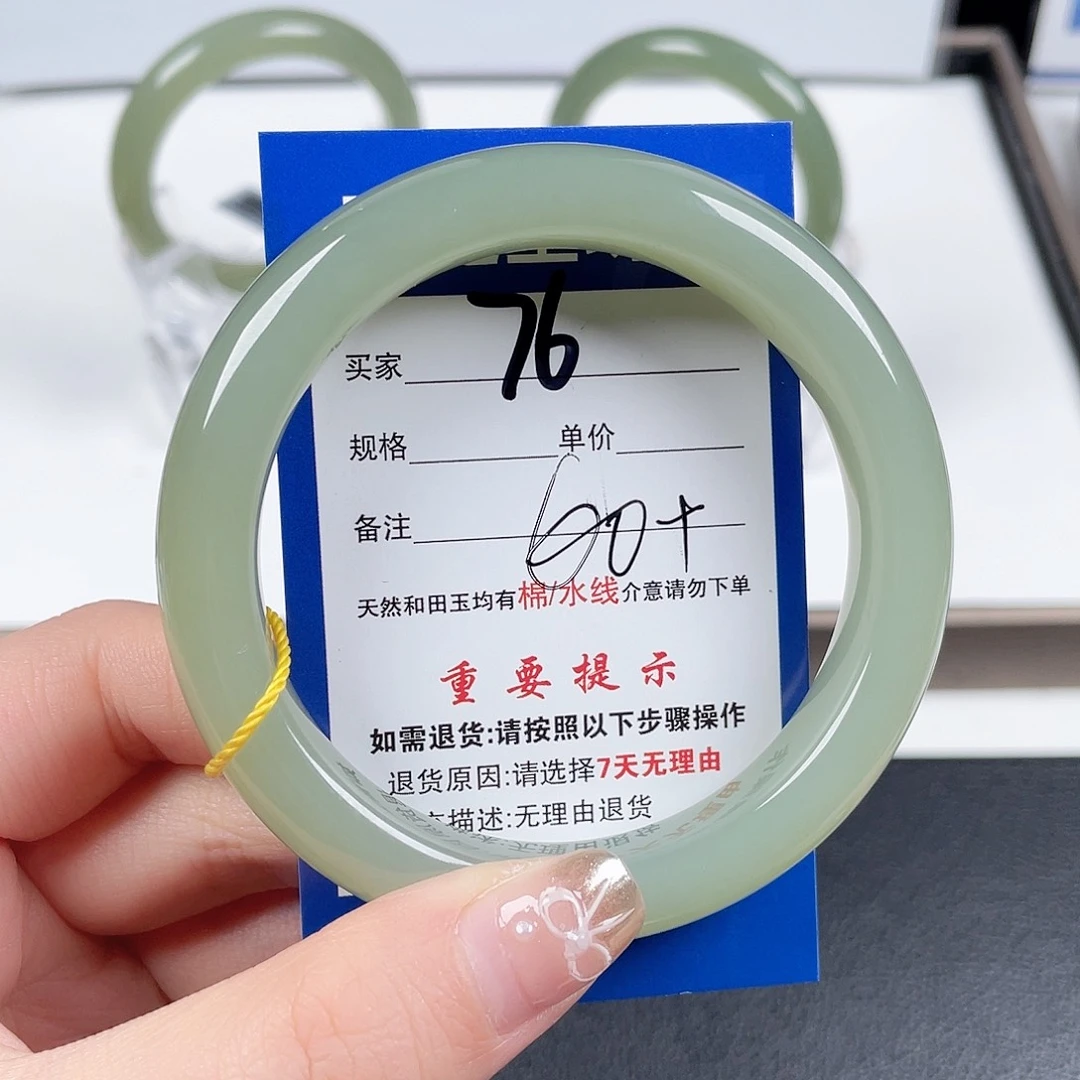 76
买家
规格 单价
备注 60+
天然和田玉均有棉/水线介意请勿下单
重要提示
如需退货:请按照以下步骤操作
退货原因:请选择7天无理由
描述:无理由退货